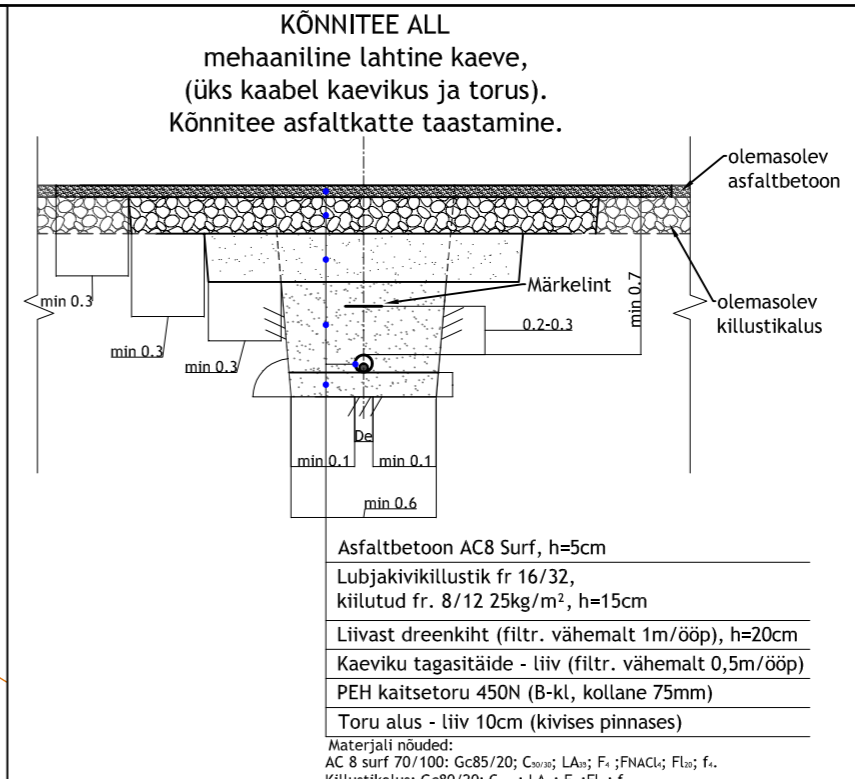 KÕNNITEE ALL
mehaaniline lahtine kaeve,
(üks kaabel kaevikus ja torus).
Kõnnitee asfaltkatte taastamine.
olemasolev
asfaltbetoon
min 0.3
min 0.3
min 0.3
Märkelint
0.2-0.3
min 0.7
olemasolev
killustikalus
De
min 0.1
min 0.1
min 0.6
Asfaltbetoon AC8 Surf, h=5cm
Lubjakivikillustik fr 16/32,
kiilutud fr. 8/12 25kg/m², h=15cm
Liivast dreenkiht (filtr. vähemalt 1m/ööp), h=20cm
Kaeviku tagasitäide - liiv (filtr. vähemalt 0,5m/ööp)
PEH kaitsetoru 450N (B-kl, kollane 75mm)
Toru alus - liiv 10cm (kivises pinnases)
Materjali nõuded:
AC 8 surf 70/100: Gc85/20; C₅₀/₃₀; LA₃₅; F₄ ;FNACL₄; Fl₂₀; f₄.
Killustikalus: Gc80/20;